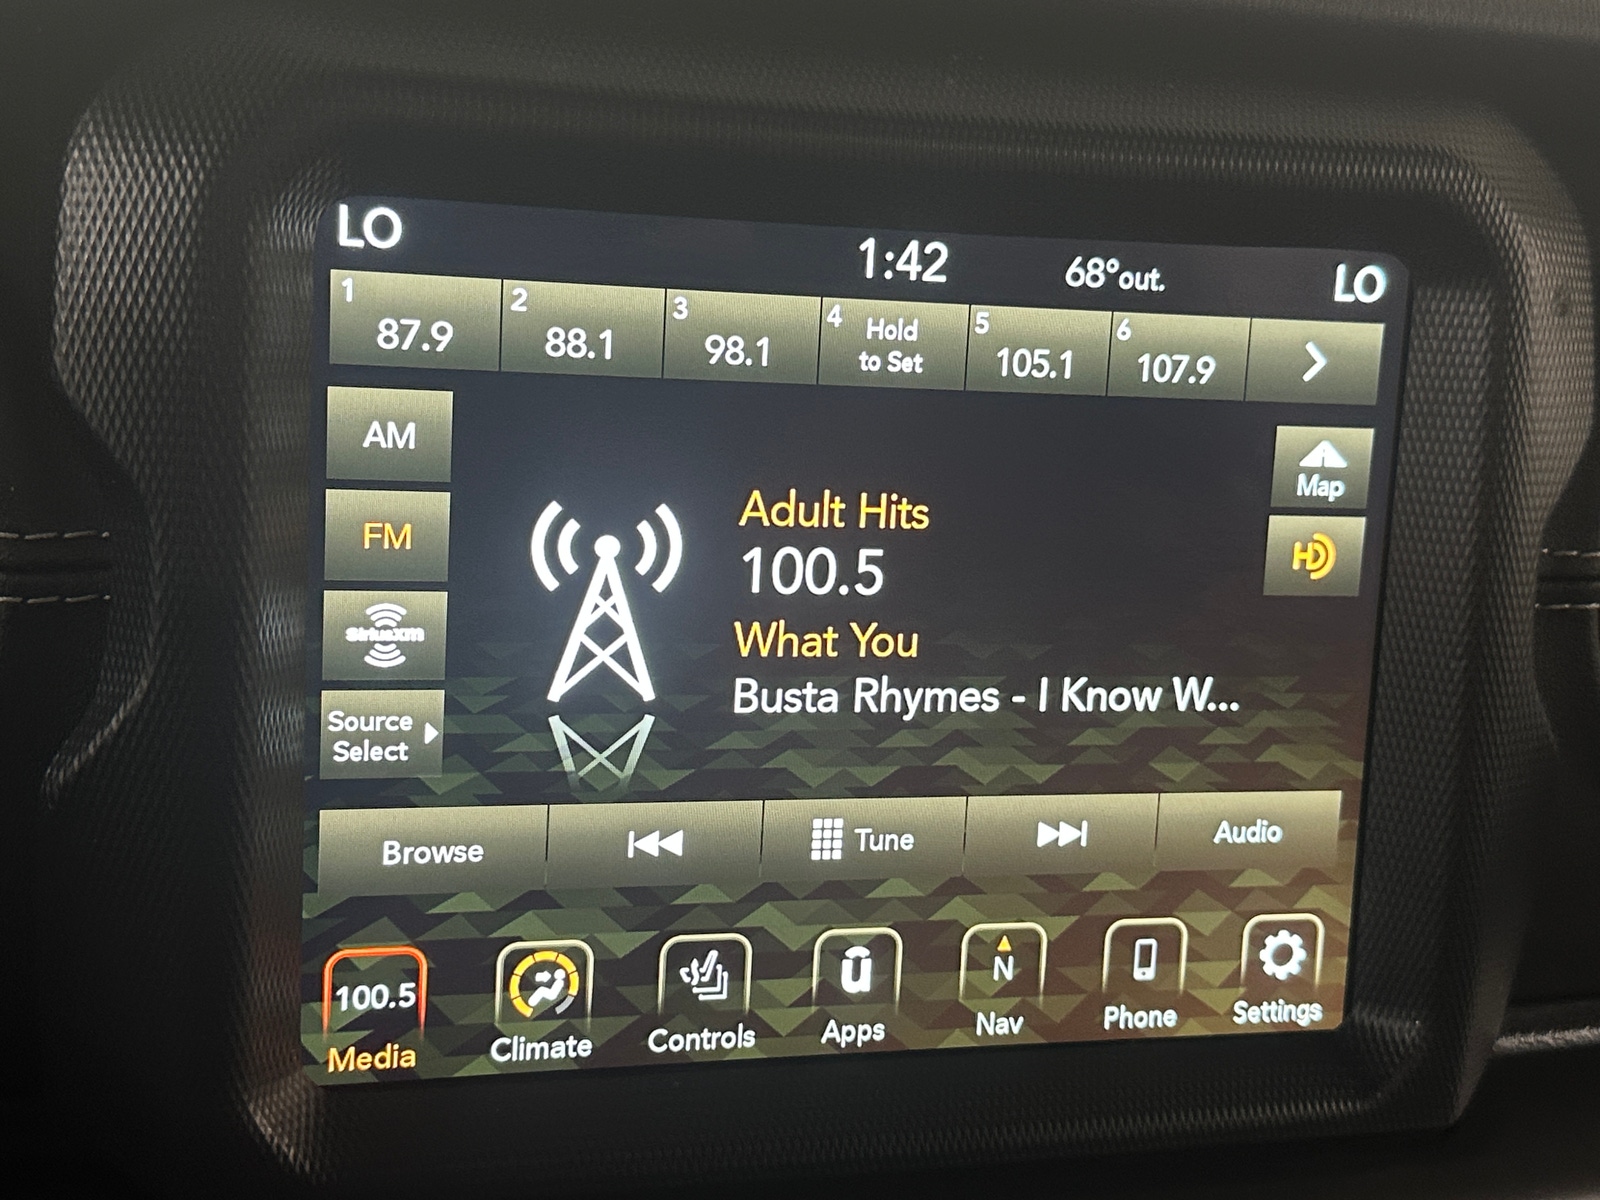 LO
1:42
68°out.
LO
1
87.9
2
88.1
3
98.1
4
Hold
to Set
5
105.1
6
107.9
AM
FM
SiriusXM
Source
Select
Map
HD
Adult Hits
100.5
What You
Busta Rhymes - I Know W...
Browse
Tune
Audio
100.5
Media
Climate
Controls
ū
Apps
N
Nav
Phone
Settings